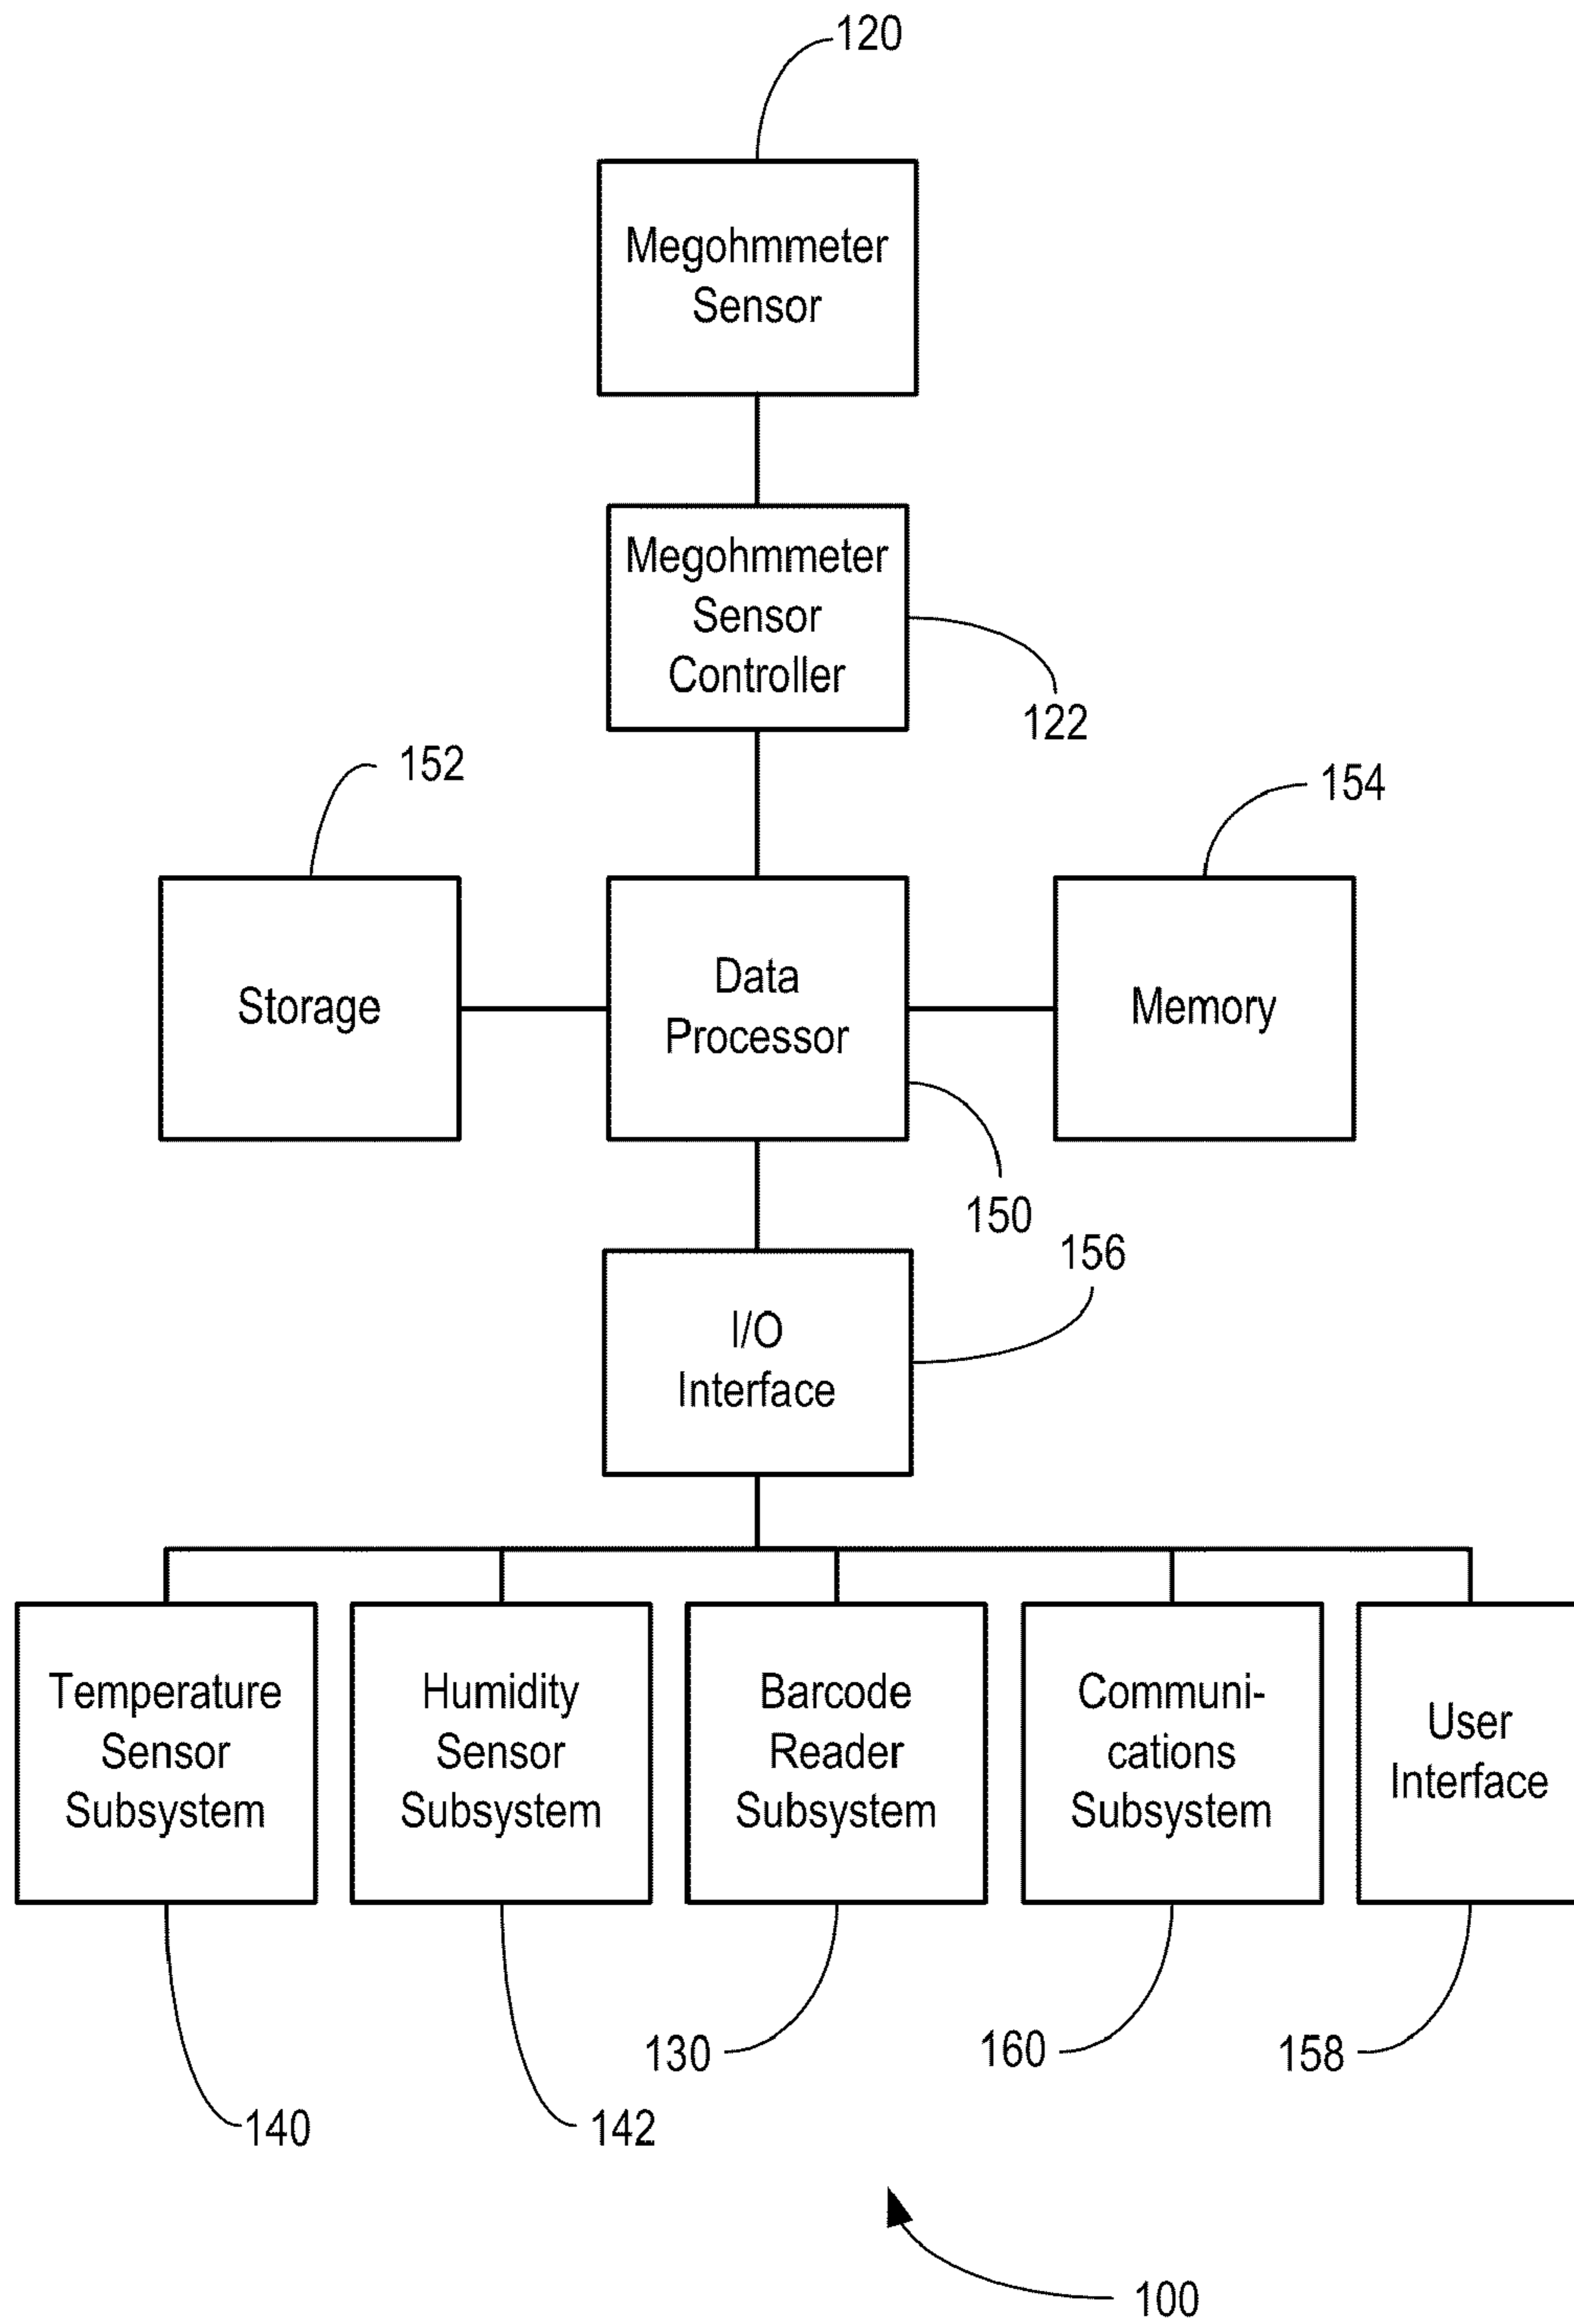 120
Megohmmeter
Sensor
Megohmmeter
Sensor
Controller
122
152
154
Storage
Data
Processor
Memory
150
156
I/O
Interface
Temperature
Sensor
Subsystem
Humidity
Sensor
Subsystem
Barcode
Reader
Subsystem
Communi-
cations
Subsystem
User
Interface
130
160
158
140
142
100